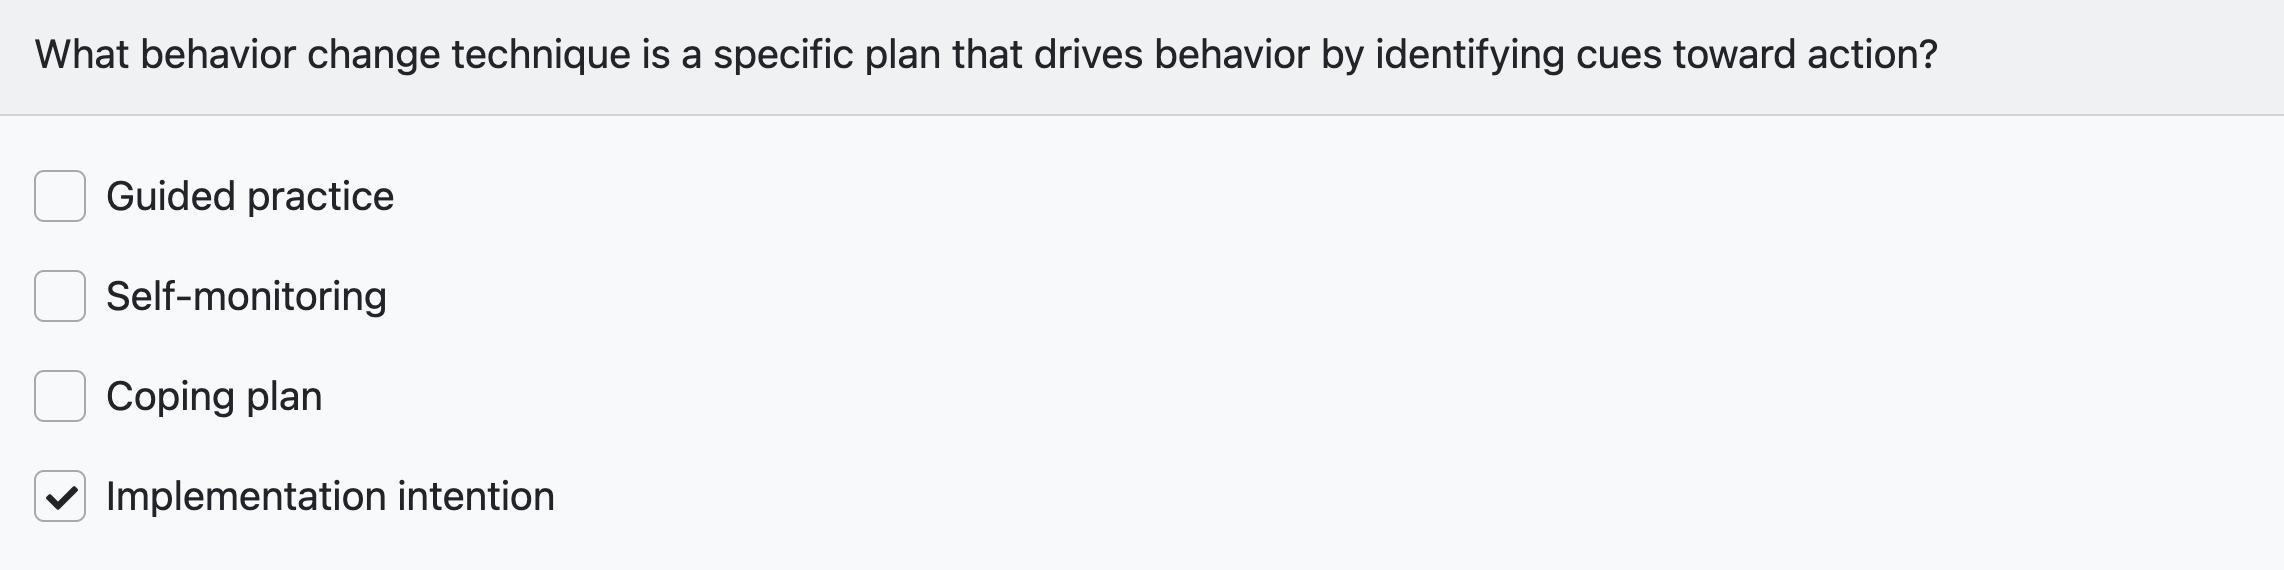 What behavior change technique is a specific plan that drives behavior by identifying cues toward action?
Guided practice
Self-monitoring
Coping plan
Implementation intention